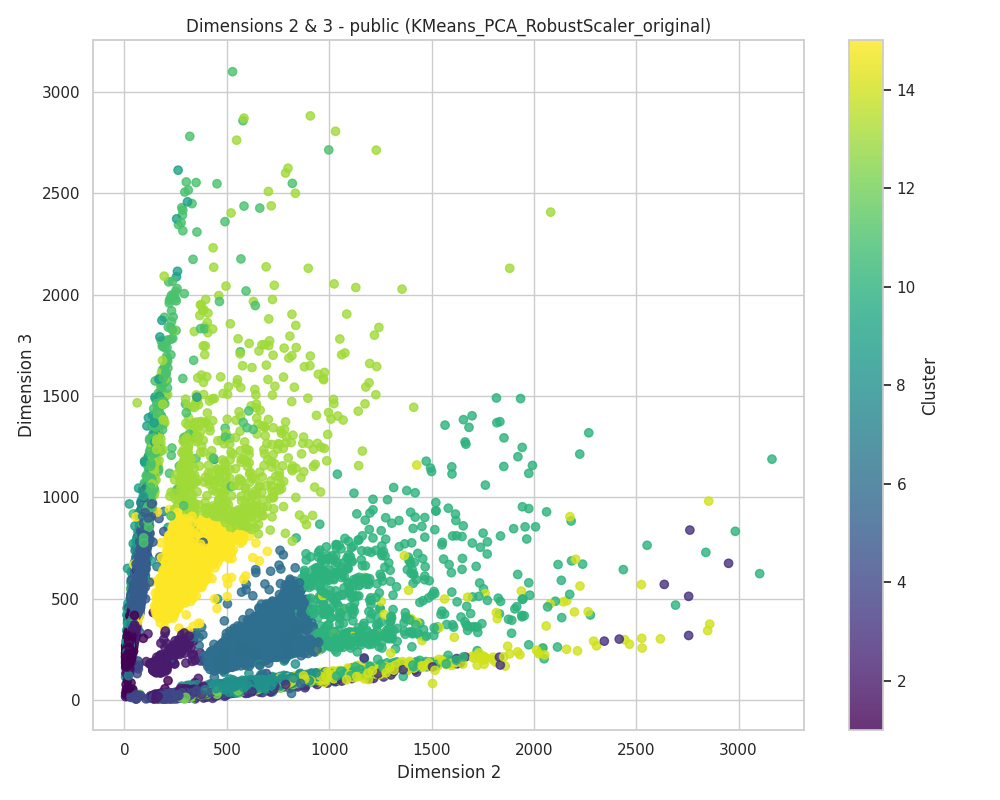 Dimensions 2 & 3 - public (KMeans_PCA_RobustScaler_original)
3000
2500
2000
1500
1000
500
0
Dimension 3
0 500 1000 1500 2000 2500 3000
Dimension 2
14
12
10
8
6
4
2
Cluster